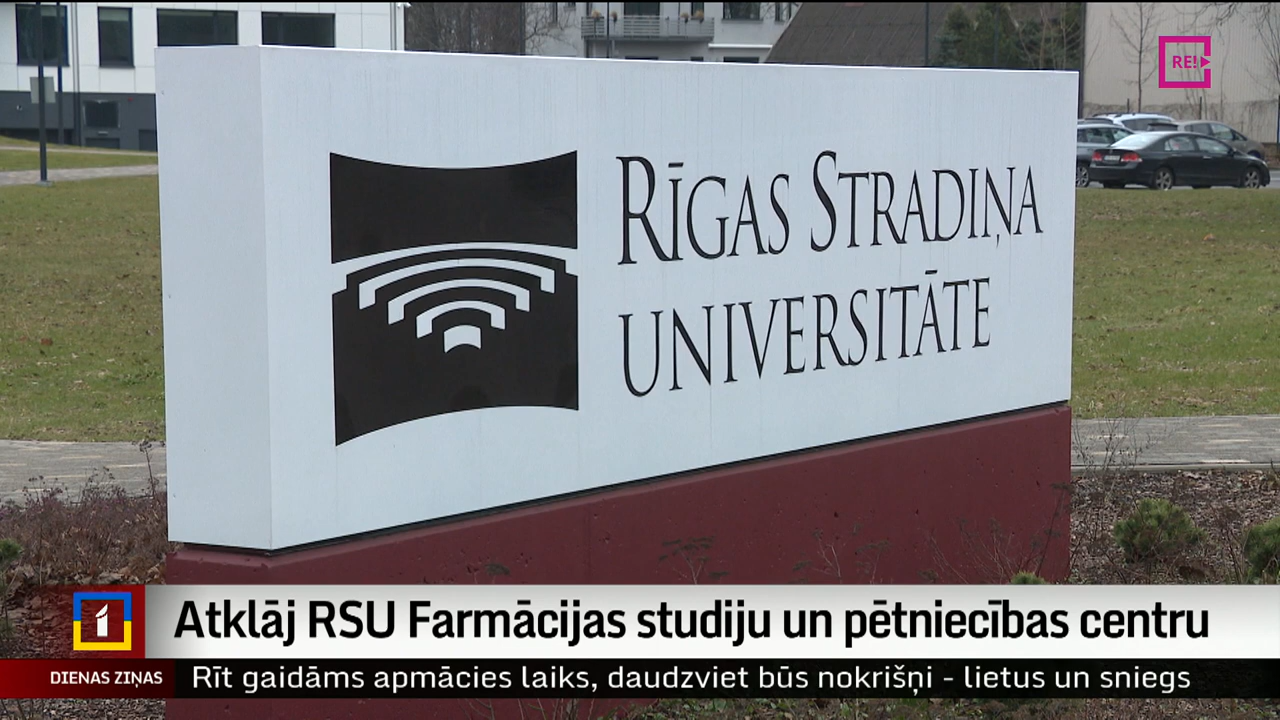 RE!
RĪGAS STRADIŅA
UNIVERSITĀTE
1
Atklāj RSU Farmācijas studiju un pētniecības centru
DIENAS ZIŅAS
Rīt gaidāms apmācies laiks, daudzviet būs nokrišņi - lietus un sniegs